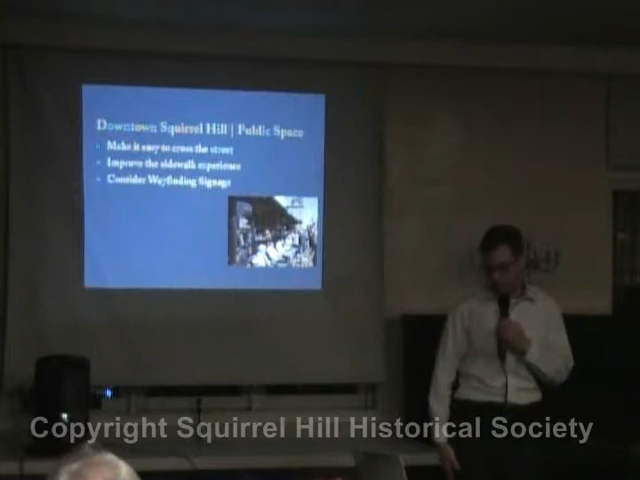 Downtown Squirrel Hill | Public Space
• Make it easy to cross the street
• Improve the sidewalk experience
• Consider Wayfinding Signage
Copyright Squirrel Hill Historical Society